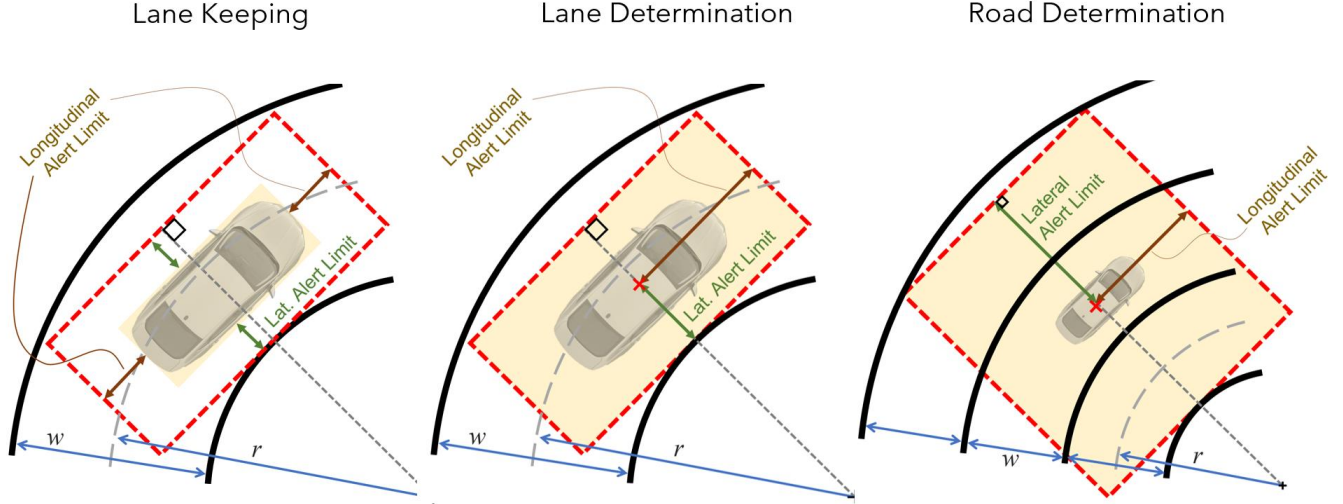 Lane Keeping
Longitudinal
Alert Limit
Lat. Alert Limit
w
r
Lane Determination
Longitudinal
Alert Limit
Lat. Alert Limit
w
r
Road Determination
Lateral
Alert Limit
Longitudinal
Alert Limit
w
r